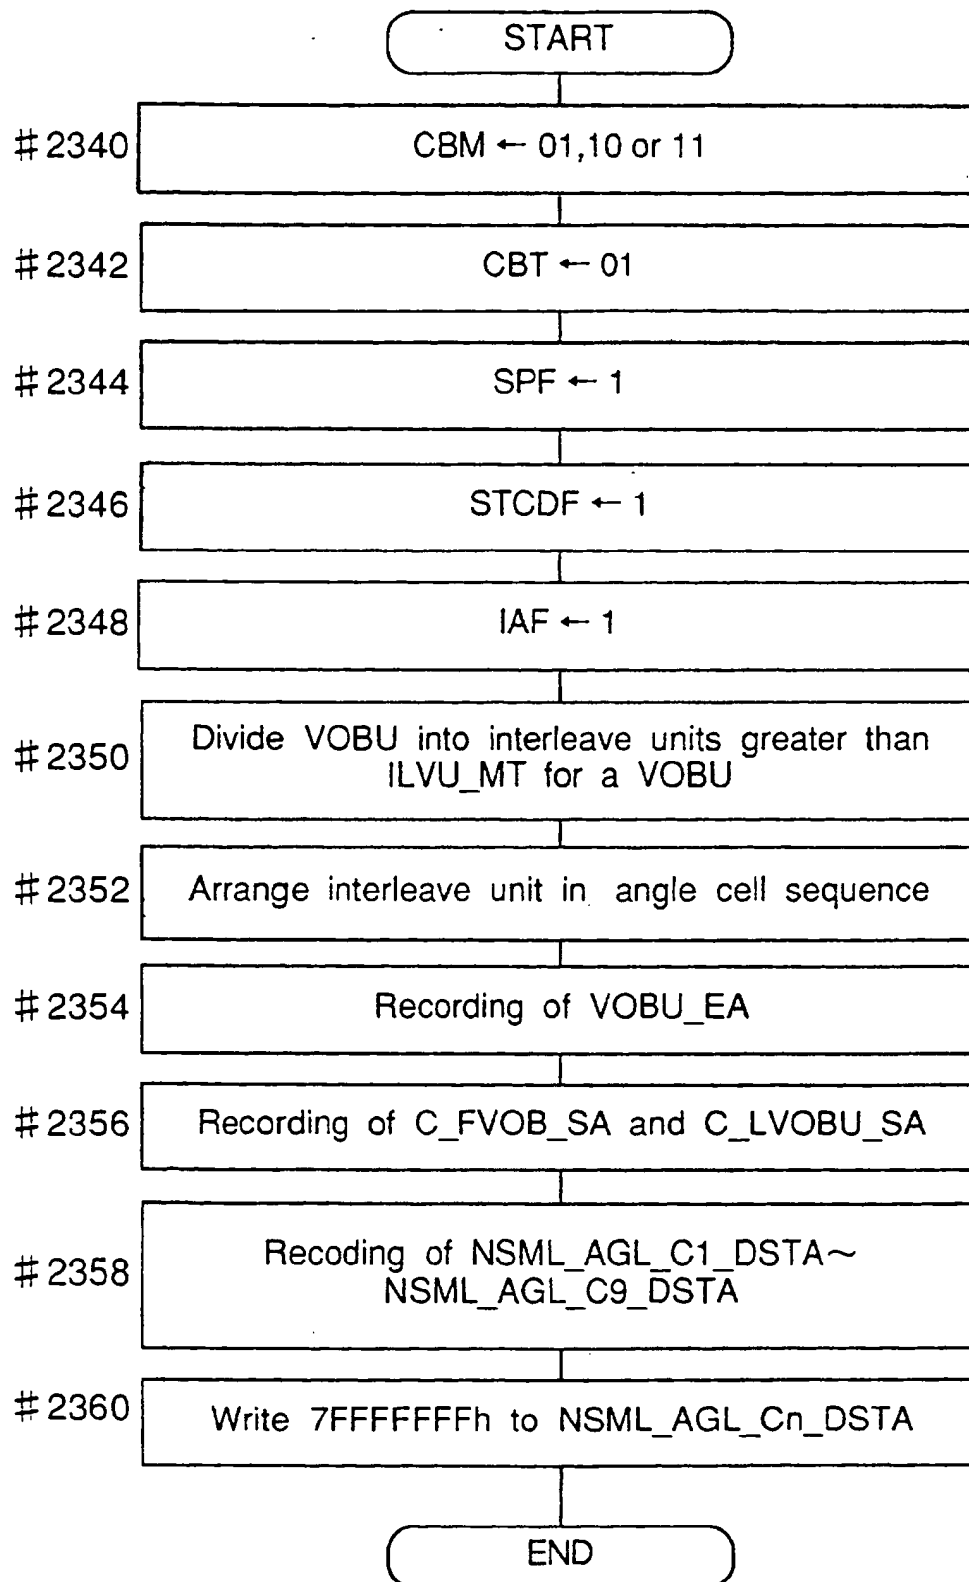 START
#2340 CBM ← 01,10 or 11
#2342 CBT ← 01
#2344 SPF ← 1
#2346 STCDF ← 1
#2348 IAF ← 1
#2350 Divide VOBU into interleave units greater than
ILVU_MT for a VOBU
#2352 Arrange interleave unit in angle cell sequence
#2354 Recording of VOBU_EA
#2356 Recording of C_FVOB_SA and C_LVOBU_SA
#2358 Recoding of NSML_AGL_C1_DSTA~
NSML_AGL_C9_DSTA
#2360 Write 7FFFFFFFh to NSML_AGL_Cn_DSTA
END